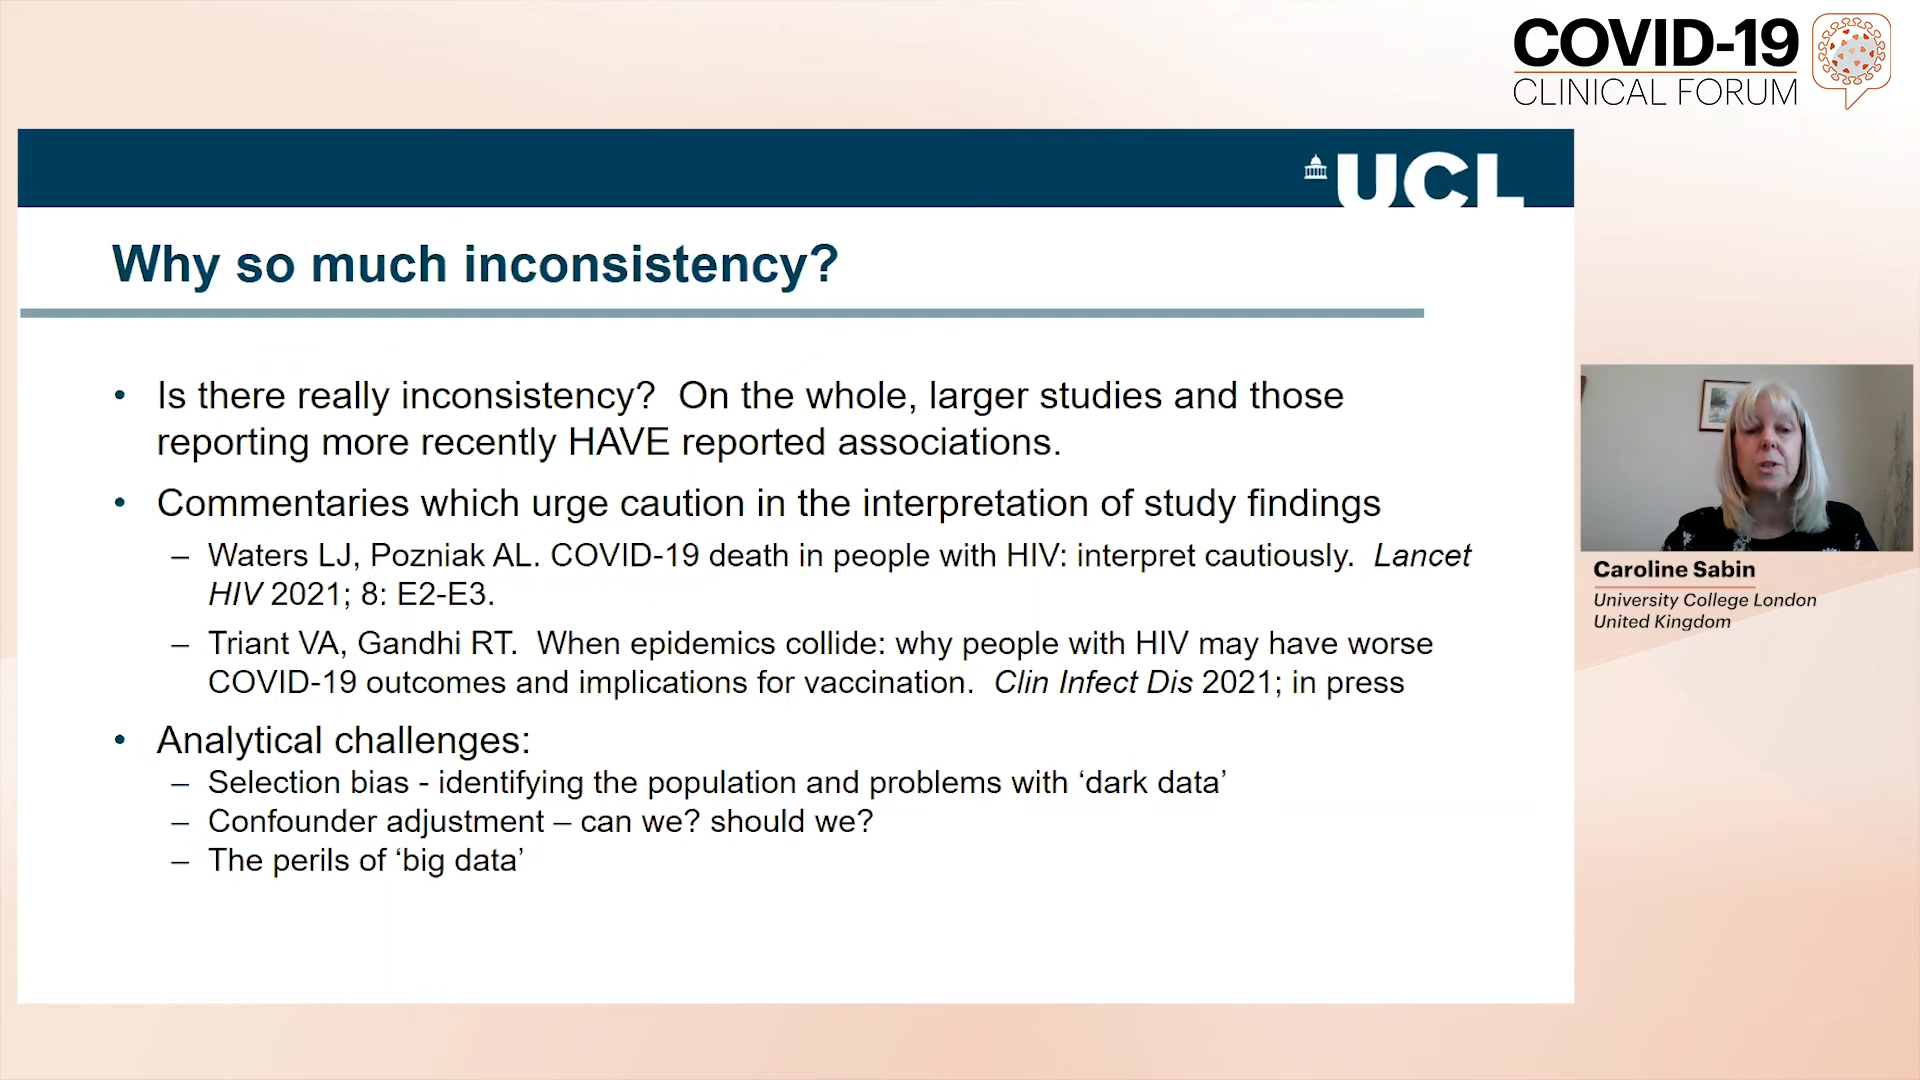 COVID-19
CLINICAL FORUM
UCL
Why so much inconsistency?
• Is there really inconsistency?  On the whole, larger studies and those
reporting more recently HAVE reported associations.
• Commentaries which urge caution in the interpretation of study findings
– Waters LJ, Pozniak AL. COVID-19 death in people with HIV: interpret cautiously.  Lancet
HIV 2021; 8: E2-E3.
– Triant VA, Gandhi RT.  When epidemics collide: why people with HIV may have worse
COVID-19 outcomes and implications for vaccination.  Clin Infect Dis 2021; in press
• Analytical challenges:
– Selection bias - identifying the population and problems with ‘dark data’
– Confounder adjustment – can we? should we?
– The perils of ‘big data’
Caroline Sabin
University College London
United Kingdom